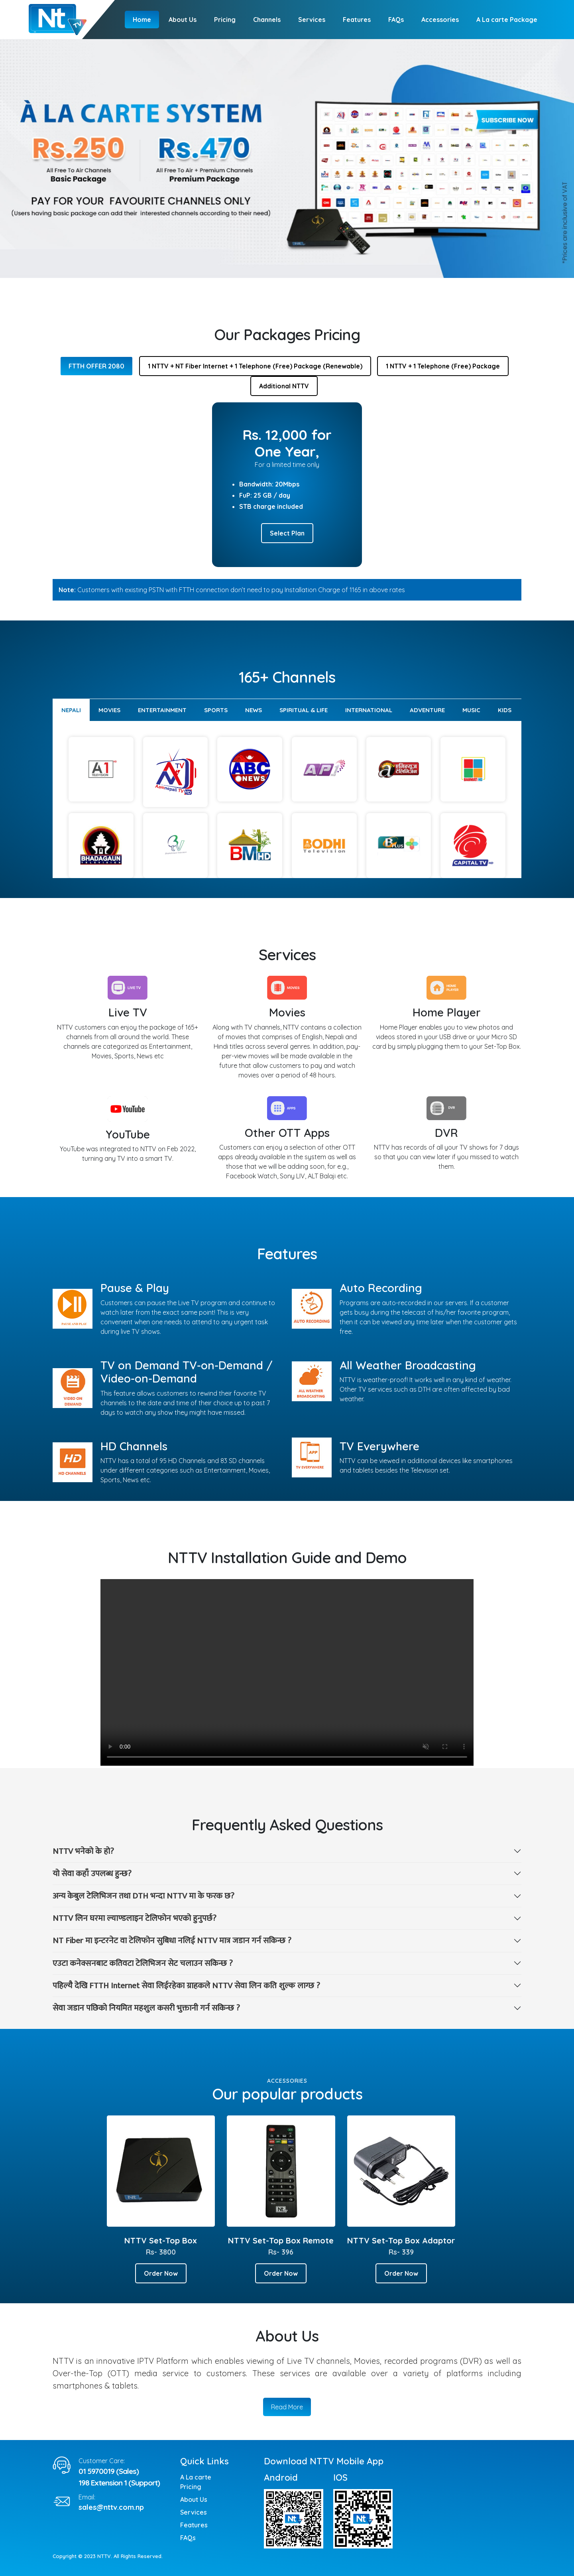 Nt
TV
Home
About Us
Pricing
Channels
Services
Features
FAQs
Accessories
A La carte Package
À LA CARTE SYSTEM
Rs.250
Rs.470
All Free To Air Channels
All Free To Air + Premium Channels
Basic Package
Premium Package
PAY FOR YOUR FAVOURITE CHANNELS ONLY
(Users having basic package can add their interested channels according to their need)
SUBSCRIBE NOW
*Prices are inclusive of VAT
Our Packages Pricing
FTTH OFFER 2080
1 NTTV + NT Fiber Internet + 1 Telephone (Free) Package (Renewable)
1 NTTV + 1 Telephone (Free) Package
Additional NTTV
Rs. 12,000 for
One Year,
For a limited time only
Bandwidth: 20Mbps
FuP: 25 GB / day
STB charge included
Select Plan
Note: Customers with existing PSTN with FTTH connection don't need to pay Installation Charge of 1165 in above rates
165+ Channels
NEPALI
MOVIES
ENTERTAINMENT
SPORTS
NEWS
SPIRITUAL & LIFE
INTERNATIONAL
ADVENTURE
MUSIC
KIDS
A1
TV
ABC
NEWS
AP1
BHADAGAUN
BMHD
BODHI
Television
CAPITAL TV
Services
LIVE TV
MOVIES
HOME PLAYER
Live TV
NTTV customers can enjoy the package of 165+
channels from all around the world. These
channels are categorized as Entertainment,
Movies, Sports, News etc
Movies
Along with TV channels, NTTV contains a collection
of movies that comprises of English, Nepali and
Hindi titles across several genres. In addition, pay-
per-view movies will be made available in the
future that allow customers to pay and watch
movies over a period of 48 hours.
Home Player
Home Player enables you to view photos and
videos stored in your USB drive or your Micro SD
card by simply plugging them to your Set-Top Box.
YouTube
YouTube
YouTube was integrated to NTTV on Feb 2022,
turning any TV into a smart TV.
APPS
Other OTT Apps
Customers can enjoy a selection of other OTT
apps already available in the system as well as
those that we will be adding soon, for e.g.,
Facebook Watch, Sony LIV, ALT Balaji etc.
DVR
DVR
NTTV has records of all your TV shows for 7 days
so that you can view later if you missed to watch
them.
Features
Pause & Play
Customers can pause the Live TV program and continue to
watch later from the exact same point! This is very
convenient when one needs to attend to any urgent task
during live TV shows.
AUTO RECORDING
Auto Recording
Programs are auto-recorded in our servers. If a customer
gets busy during the telecast of his/her favorite program,
then it can be viewed any time later when the customer gets
free.
VIDEO ON
DEMAND
TV on Demand TV-on-Demand /
Video-on-Demand
This feature allows customers to rewind their favorite TV
channels to the date and time of their choice up to past 7
days to watch any show they might have missed.
ALL WEATHER
BROADCASTING
All Weather Broadcasting
NTTV is weather-proof! It works well in any kind of weather.
Other TV services such as DTH are often affected by bad
weather.
HD
HD CHANNELS
HD Channels
NTTV has a total of 95 HD Channels and 83 SD channels
under different categories such as Entertainment, Movies,
Sports, News etc.
APP
TV EVERYWHERE
TV Everywhere
NTTV can be viewed in additional devices like smartphones
and tablets besides the Television set.
NTTV Installation Guide and Demo
0:00
Frequently Asked Questions
NTTV भनेको के हो?
यो सेवा कहाँ उपलब्ध हुन्छ?
अन्य केबुल टेलिभिजन तथा DTH भन्दा NTTV मा के फरक छ?
NTTV लिन घरमा ल्याण्डलाइन टेलिफोन भएको हुनुपर्छ?
NT Fiber मा इन्टरनेट वा टेलिफोन सुबिधा नलिई NTTV मात्र जडान गर्न सकिन्छ ?
एउटा कनेक्सनबाट कतिवटा टेलिभिजन सेट चलाउन सकिन्छ ?
पहिल्यै देखि FTTH Internet सेवा लिईरहेका ग्राहकले NTTV सेवा लिन कति शुल्क लाग्छ ?
सेवा जडान पछिको नियमित महशुल कसरी भुक्तानी गर्न सकिन्छ ?
ACCESSORIES
Our popular products
NTTV Set-Top Box
Rs- 3800
Order Now
NTTV Set-Top Box Remote
Rs- 396
Order Now
NTTV Set-Top Box Adaptor
Rs- 339
Order Now
About Us
NTTV is an innovative IPTV Platform which enables viewing of Live TV channels, Movies, recorded programs (DVR) as well as
Over-the-Top (OTT) media service to customers. These services are available over a variety of platforms including
smartphones & tablets.
Read More
Customer Care:
01 5970019 (Sales)
198 Extension 1 (Support)
Email:
sales@nttv.com.np
Quick Links
A La carte
Pricing
About Us
Services
Features
FAQs
Download NTTV Mobile App
Android
IOS
Copyright © 2023 NTTV. All Rights Reserved.